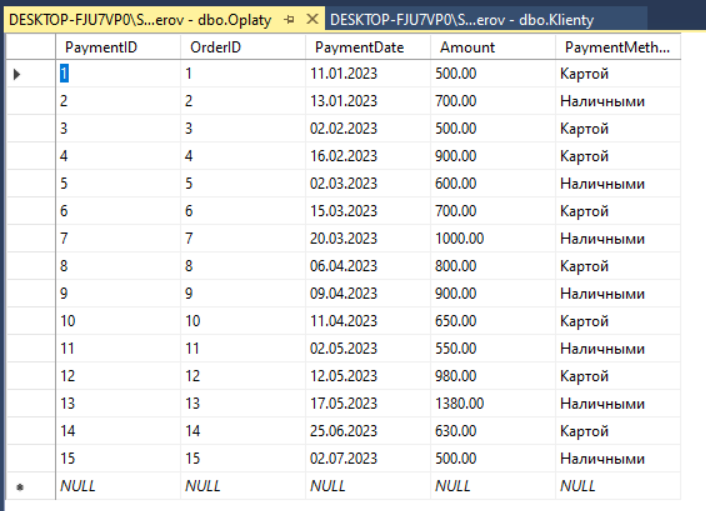 DESKTOP-FJU7VP0\S...erov - dbo.Oplaty DESKTOP-FJU7VP0\S...erov - dbo.Klienty
PaymentID OrderID PaymentDate Amount PaymentMeth...
1 1 11.01.2023 500.00 Картой
2 2 13.01.2023 700.00 Наличными
3 3 02.02.2023 500.00 Картой
4 4 16.02.2023 900.00 Картой
5 5 02.03.2023 600.00 Наличными
6 6 15.03.2023 700.00 Картой
7 7 20.03.2023 1000.00 Наличными
8 8 06.04.2023 800.00 Картой
9 9 09.04.2023 900.00 Наличными
10 10 11.04.2023 650.00 Картой
11 11 02.05.2023 550.00 Наличными
12 12 12.05.2023 980.00 Картой
13 13 17.05.2023 1380.00 Наличными
14 14 25.06.2023 630.00 Картой
15 15 02.07.2023 500.00 Наличными
NULL NULL NULL NULL NULL